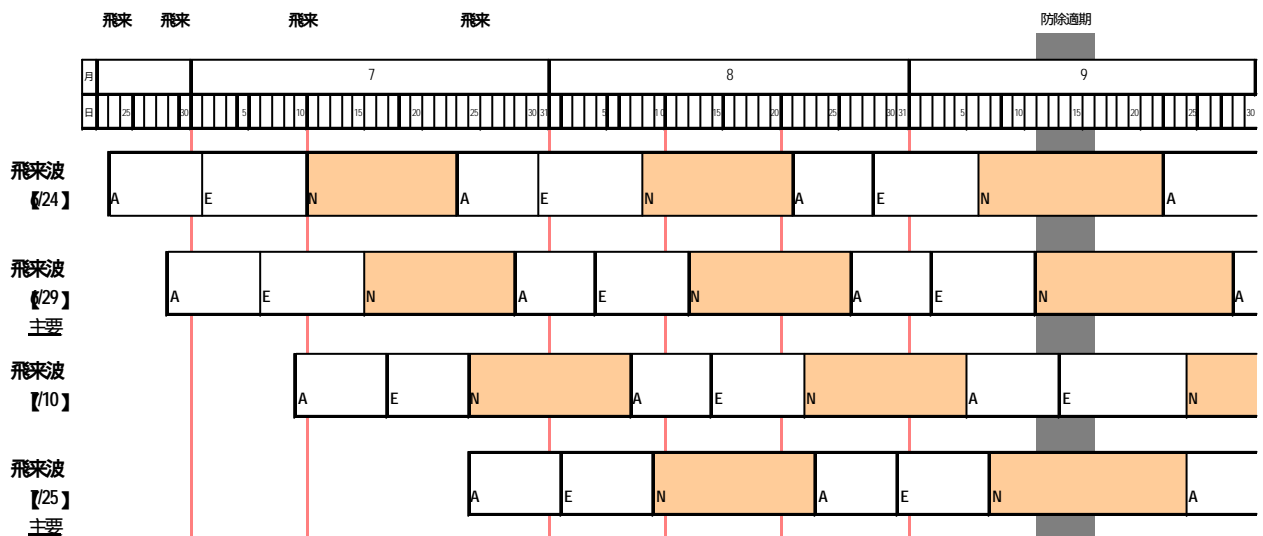 飛来 飛来 飛来 飛来 防除適期
月 7 8 9
日 25 30 5 10 15 20 25 30 31 5 10 15 20 25 30 31 5 10 15 20 25 30
飛来波
【6/24】
A E N A E N A E N A
飛来波
【6/29】
主要
A E N A E N A E N A
飛来波
【7/10】
A E N A E N A E N
飛来波
【7/25】
主要
A E N A E N A